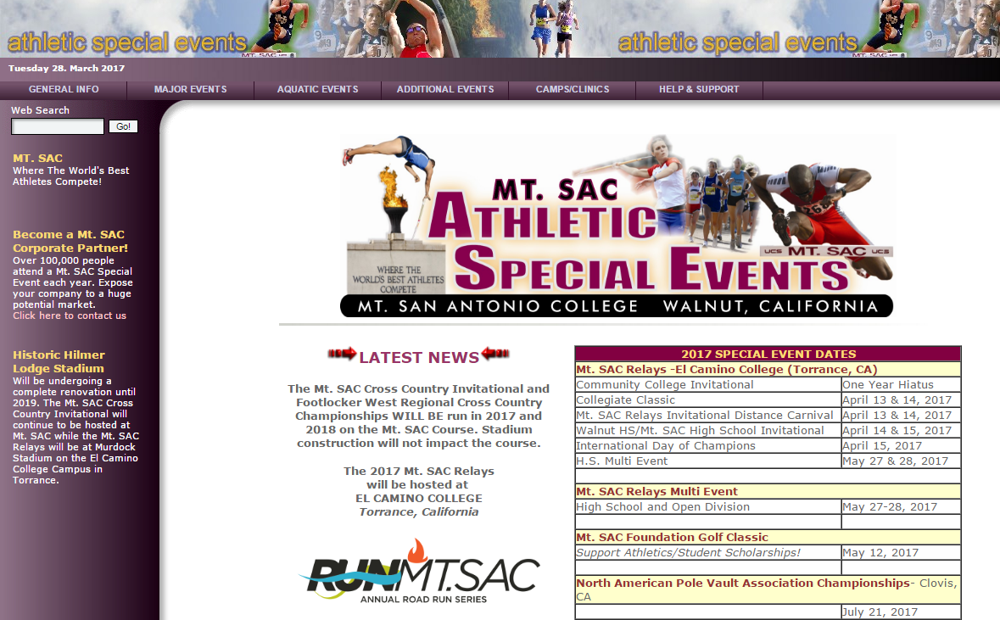 athletic special events
athletic special events
MT. SAC
MT. SAC
Tuesday 28. March 2017
GENERAL INFO
MAJOR EVENTS
AQUATIC EVENTS
ADDITIONAL EVENTS
CAMPS/CLINICS
HELP & SUPPORT
Web Search
Go!
MT. SAC
Where The World's Best
Athletes Compete!
Become a Mt. SAC
Corporate Partner!
Over 100,000 people
attend a Mt. SAC Special
Event each year. Expose
your company to a huge
potential market.
Click here to contact us
Historic Hilmer
Lodge Stadium
Will be undergoing a
complete renovation until
2019. The Mt. SAC Cross
Country Invitational will
continue to be hosted at
Mt. SAC while the Mt. SAC
Relays will be at Murdock
Stadium on the El Camino
College Campus in
Torrance.
MT. SAC
ATHLETIC
SPECIAL EVENTS
WHERE THE
WORLD'S BEST ATHLETES
COMPETE
UCS MT. SAC UCS
MT. SAN ANTONIO COLLEGE WALNUT, CALIFORNIA
LATEST NEWS
The Mt. SAC Cross Country Invitational and
Footlocker West Regional Cross Country
Championships WILL BE run in 2017 and
2018 on the Mt. SAC Course. Stadium
construction will not impact the course.
The 2017 Mt. SAC Relays
will be hosted at
EL CAMINO COLLEGE
Torrance, California
RUNMT.SAC
ANNUAL ROAD RUN SERIES
2017 SPECIAL EVENT DATES
Mt. SAC Relays -El Camino College (Torrance, CA)
Community College Invitational One Year Hiatus
Collegiate Classic April 13 & 14, 2017
Mt. SAC Relays Invitational Distance Carnival April 13 & 14, 2017
Walnut HS/Mt. SAC High School Invitational April 14 & 15, 2017
International Day of Champions April 15, 2017
H.S. Multi Event May 27 & 28, 2017
Mt. SAC Relays Multi Event
High School and Open Division May 27-28, 2017
Mt. SAC Foundation Golf Classic
Support Athletics/Student Scholarships! May 12, 2017
North American Pole Vault Association Championships- Clovis,
CA
July 21, 2017